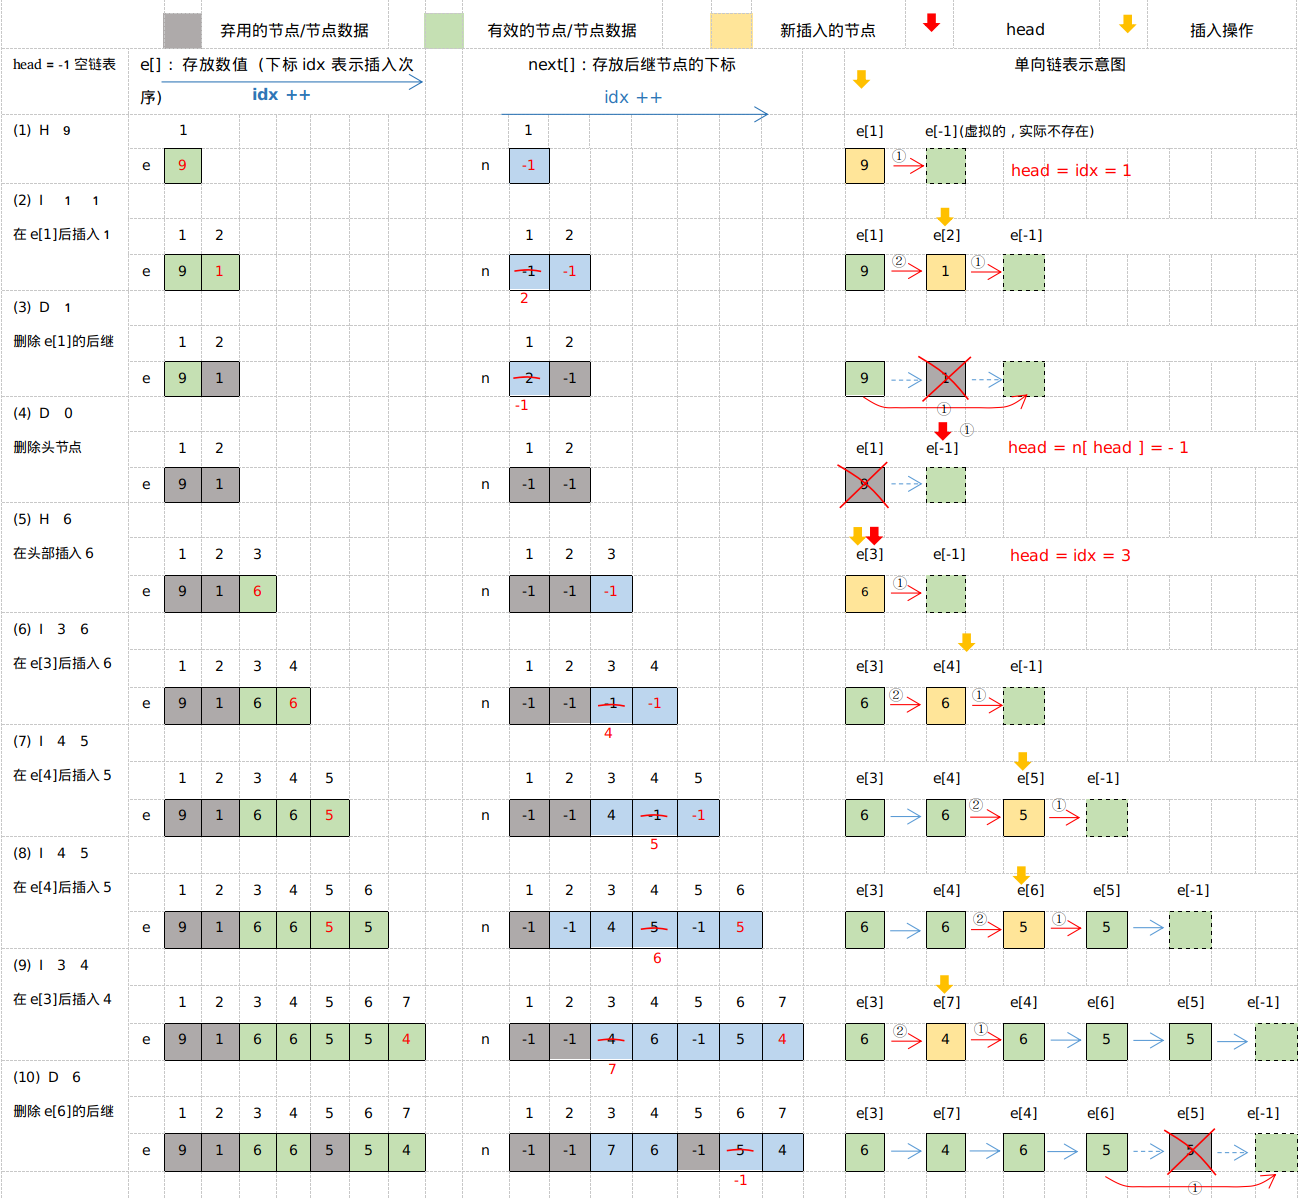 弃用的节点/节点数据 有效的节点/节点数据 新插入的节点 head 插入操作
head = -1 空链表 e[] : 存放数值 (下标 idx 表示插入次序) next[] : 存放后继节点的下标 单向链表示意图
idx ++ idx ++
(1) H 9 1 1 e[1] e[-1](虚拟的，实际不存在)
e 9 n -1 9 ① head = idx = 1
(2) I 1 1
在 e[1]后插入 1 1 2 1 2 e[1] e[2] e[-1]
e 9 1 n -1 -1 9 ② 1 ①
2
(3) D 1
删除 e[1]的后继 1 2 1 2
e 9 1 n 2 -1 9 1
-1 ①
(4) D 0 ①
删除头节点 1 2 1 2 e[1] e[-1] head = n[ head ] = - 1
e 9 1 n -1 -1 9
(5) H 6
在头部插入 6 1 2 3 1 2 3 e[3] e[-1] head = idx = 3
e 9 1 6 n -1 -1 -1 6 ①
(6) I 3 6
在 e[3]后插入 6 1 2 3 4 1 2 3 4 e[3] e[4] e[-1]
e 9 1 6 6 n -1 -1 -1 -1 6 ② 6 ①
4
(7) I 4 5
在 e[4]后插入 5 1 2 3 4 5 1 2 3 4 5 e[3] e[4] e[5] e[-1]
e 9 1 6 6 5 n -1 -1 4 -1 -1 6 6 ② 5 ①
5
(8) I 4 5
在 e[4]后插入 5 1 2 3 4 5 6 1 2 3 4 5 6 e[3] e[4] e[6] e[5] e[-1]
e 9 1 6 6 5 5 n -1 -1 4 5 -1 5 6 6 ② 5 ① 5
6
(9) I 3 4
在 e[3]后插入 4 1 2 3 4 5 6 7 1 2 3 4 5 6 7 e[3] e[7] e[4] e[6] e[5] e[-1]
e 9 1 6 6 5 5 4 n -1 -1 4 6 -1 5 4 6 ② 4 ① 6 5 5
7
(10) D 6
删除 e[6]的后继 1 2 3 4 5 6 7 1 2 3 4 5 6 7 e[3] e[7] e[4] e[6] e[5] e[-1]
e 9 1 6 6 5 5 4 n -1 -1 7 6 -1 5 4 6 4 6 5 5
-1 ①